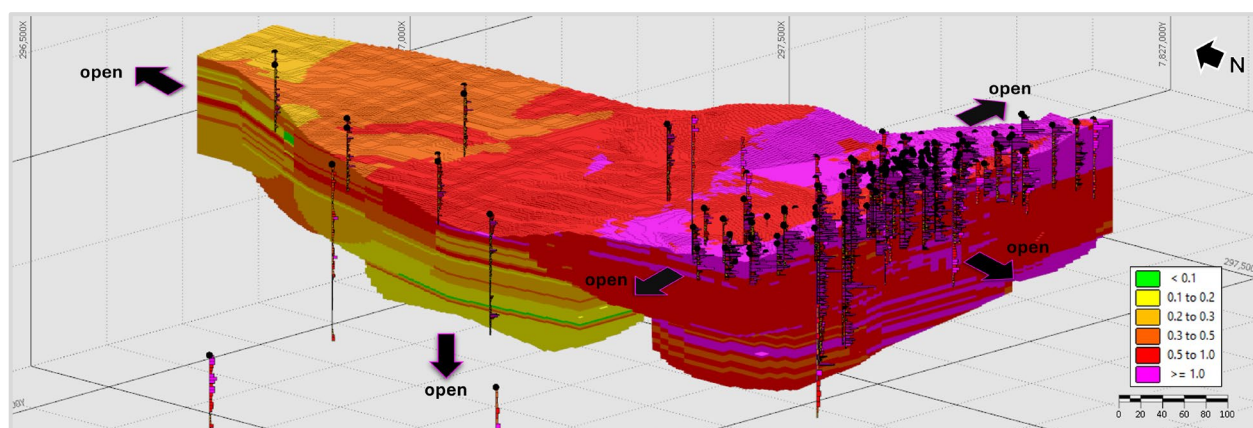 296,500X
297,500X
7,827,000Y
N
open
open
open
open
open
297,500
< 0.1
0.1 to 0.2
0.2 to 0.3
0.3 to 0.5
0.5 to 1.0
>= 1.0
0 20 40 60 80 100